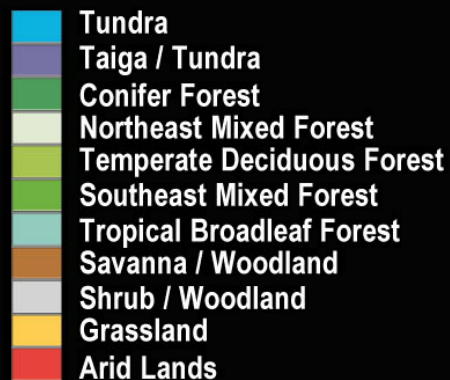 Tundra
Taiga / Tundra
Conifer Forest
Northeast Mixed Forest
Temperate Deciduous Forest
Southeast Mixed Forest
Tropical Broadleaf Forest
Savanna / Woodland
Shrub / Woodland
Grassland
Arid Lands